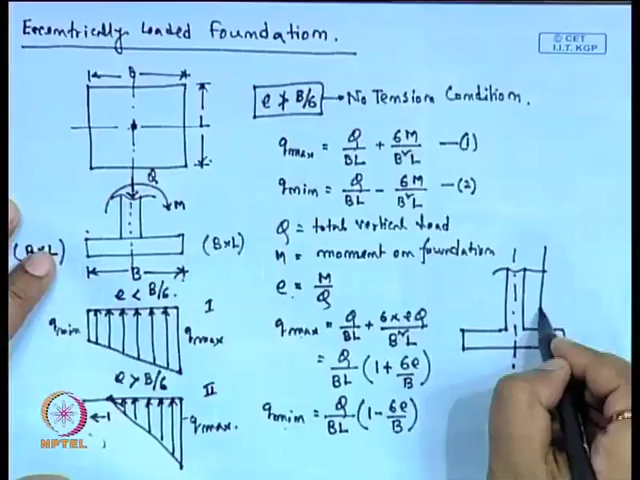 Eccentrically Loaded Foundation.
© CET
I.I.T. KGP
B
L
e ≯ B/6 → No Tension Condition.
qmax = Q/BL + 6M/B²L —(1)
qmin = Q/BL - 6M/B²L —(2)
Q
M
(B×L)
(B×L)
B
Q = total vertical load
M = moment on foundation
e = M/Q
e < B/6. I
qmin
qmax
qmax = Q/BL + 6×eQ/B²L
= Q/BL (1 + 6e/B)
e > B/6 II
qmax.
qmin = Q/BL (1 - 6e/B)
NPTEL